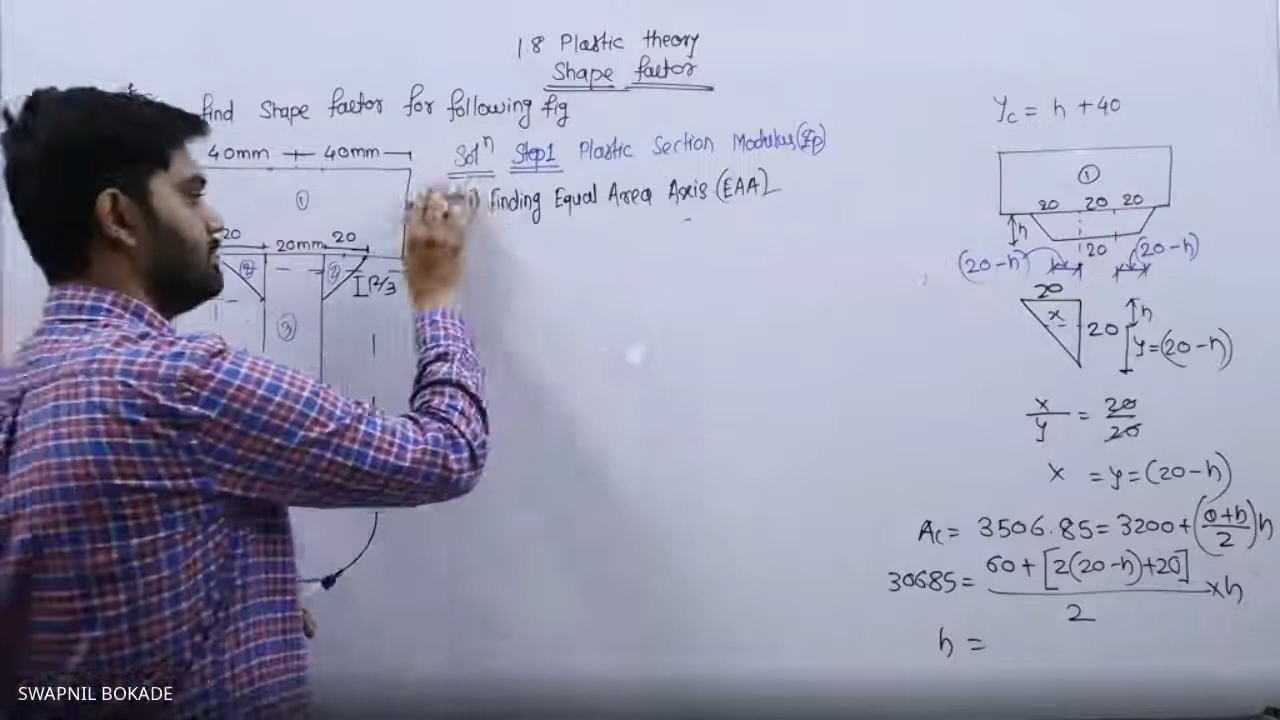 1.8 Plastic theory
Shape factor
find shape factor for following fig
40mm 40mm
Solⁿ Step1 Plastic Section Modulus(Zp)
1) Finding Equal Area Axis (EAA)
①
20 20mm 20
② ②
R/3
③
Yc = h + 40
①
20 20 20
h
20
(20-h) (20-h)
20
x 20 h
y=(20-h)
x/y = 20/20
x = y = (20-h)
Ac = 3506.85 = 3200 + (a+b/2)h
30685 = 60 + [2(20-h)+20] / 2 × h
h =
SWAPNIL BOKADE